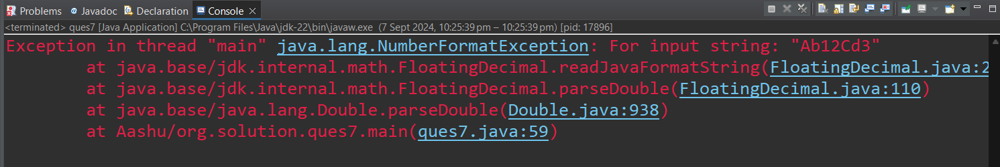 Problems @ Javadoc Declaration Console ×
<terminated> ques7 [Java Application] C:\Program Files\Java\jdk-22\bin\javaw.exe (7 Sept 2024, 10:25:39 pm – 10:25:39 pm) [pid: 17896]
Exception in thread "main" java.lang.NumberFormatException: For input string: "Ab12Cd3"
at java.base/jdk.internal.math.FloatingDecimal.readJavaFormatString(FloatingDecimal.java:2
at java.base/jdk.internal.math.FloatingDecimal.parseDouble(FloatingDecimal.java:110)
at java.base/java.lang.Double.parseDouble(Double.java:938)
at Aashu/org.solution.ques7.main(ques7.java:59)